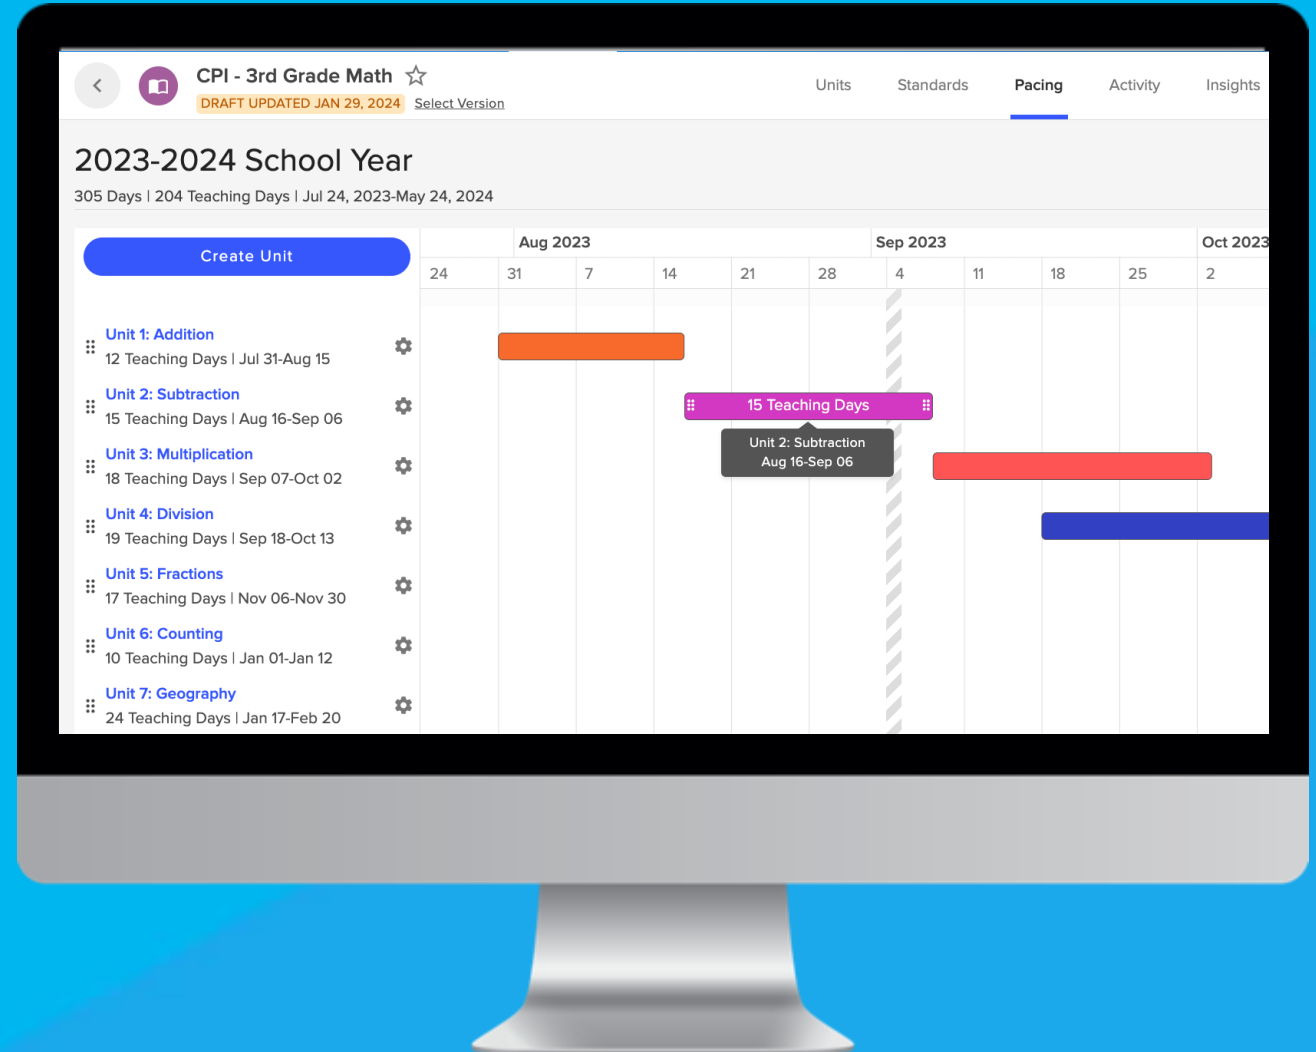 CPI - 3rd Grade Math
DRAFT UPDATED JAN 29, 2024 Select Version
Units Standards Pacing Activity Insights
2023-2024 School Year
305 Days | 204 Teaching Days | Jul 24, 2023-May 24, 2024
Create Unit
Aug 2023 Sep 2023 Oct 2023
24 31 7 14 21 28 4 11 18 25 2
Unit 1: Addition
12 Teaching Days | Jul 31-Aug 15
Unit 2: Subtraction
15 Teaching Days | Aug 16-Sep 06
15 Teaching Days
Unit 2: Subtraction
Aug 16-Sep 06
Unit 3: Multiplication
18 Teaching Days | Sep 07-Oct 02
Unit 4: Division
19 Teaching Days | Sep 18-Oct 13
Unit 5: Fractions
17 Teaching Days | Nov 06-Nov 30
Unit 6: Counting
10 Teaching Days | Jan 01-Jan 12
Unit 7: Geography
24 Teaching Days | Jan 17-Feb 20